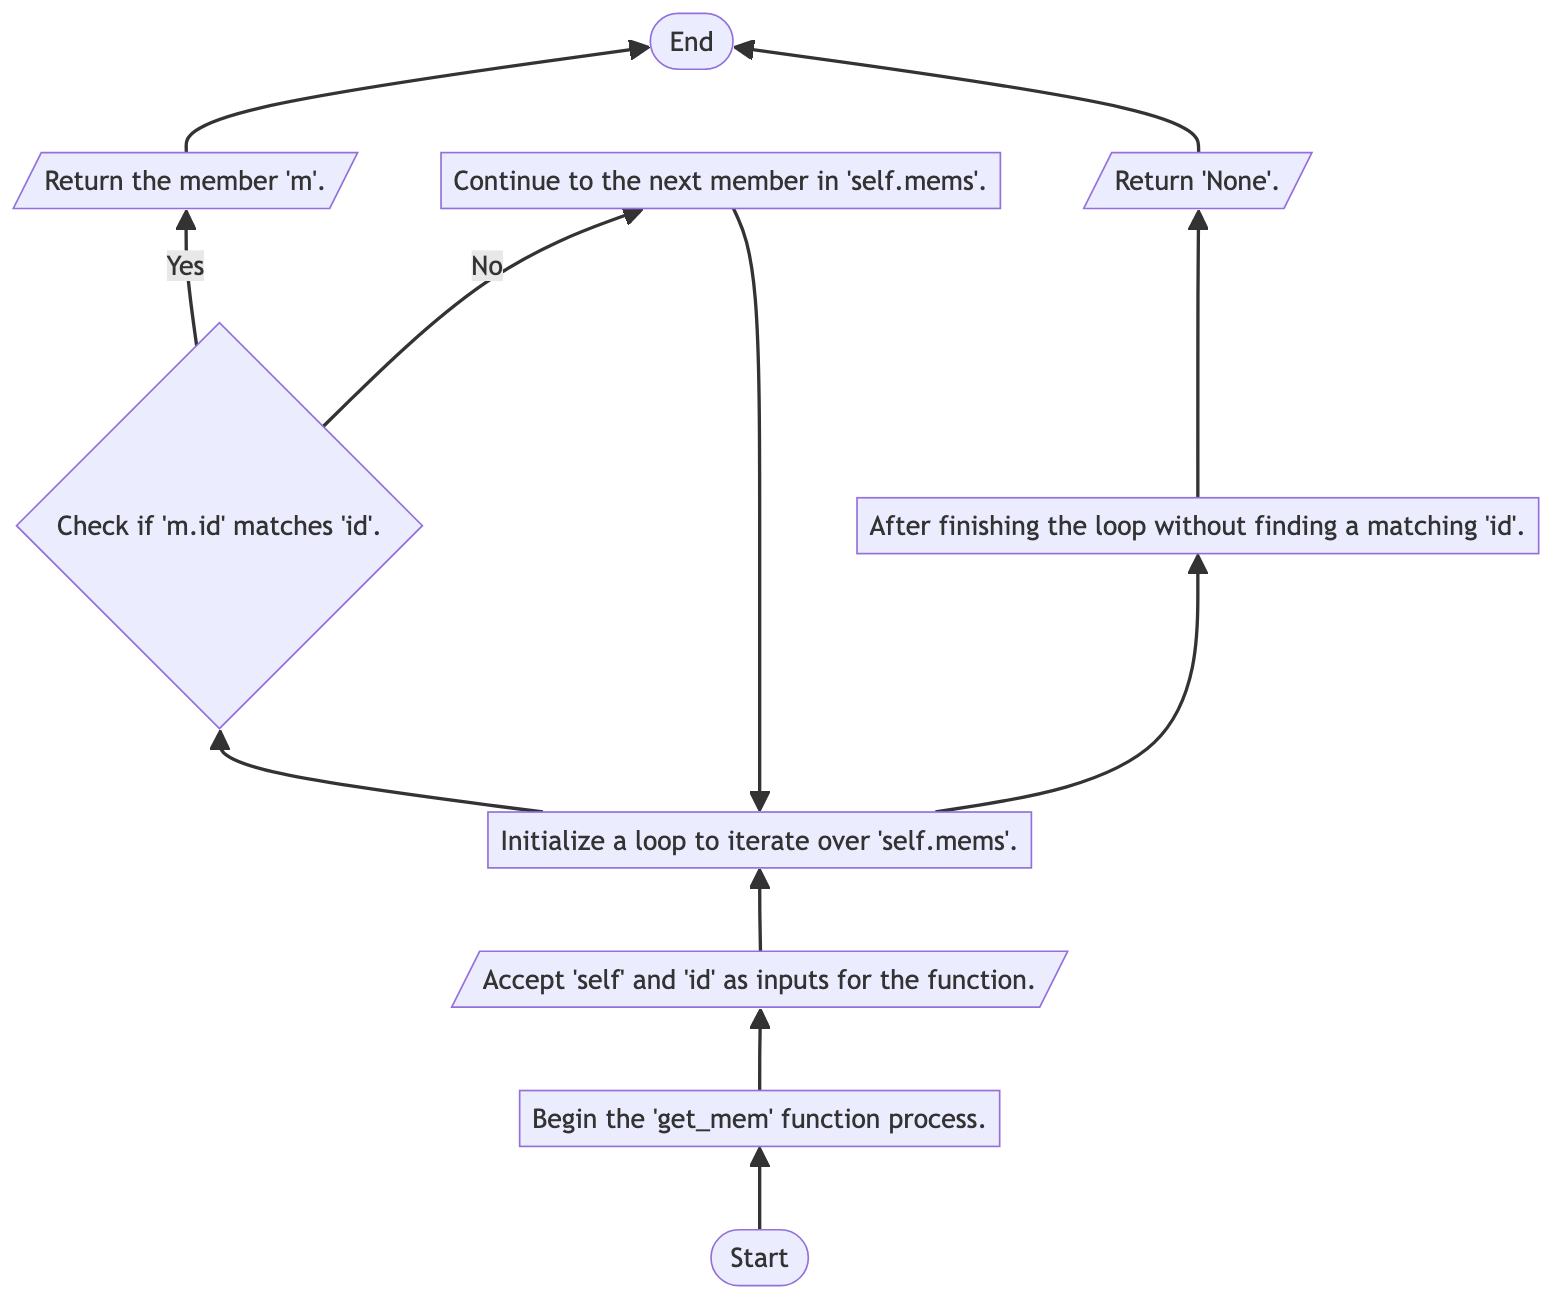 End
Return the member 'm'.
Continue to the next member in 'self.mems'.
Return 'None'.
Yes
No
Check if 'm.id' matches 'id'.
After finishing the loop without finding a matching 'id'.
Initialize a loop to iterate over 'self.mems'.
Accept 'self' and 'id' as inputs for the function.
Begin the 'get_mem' function process.
Start